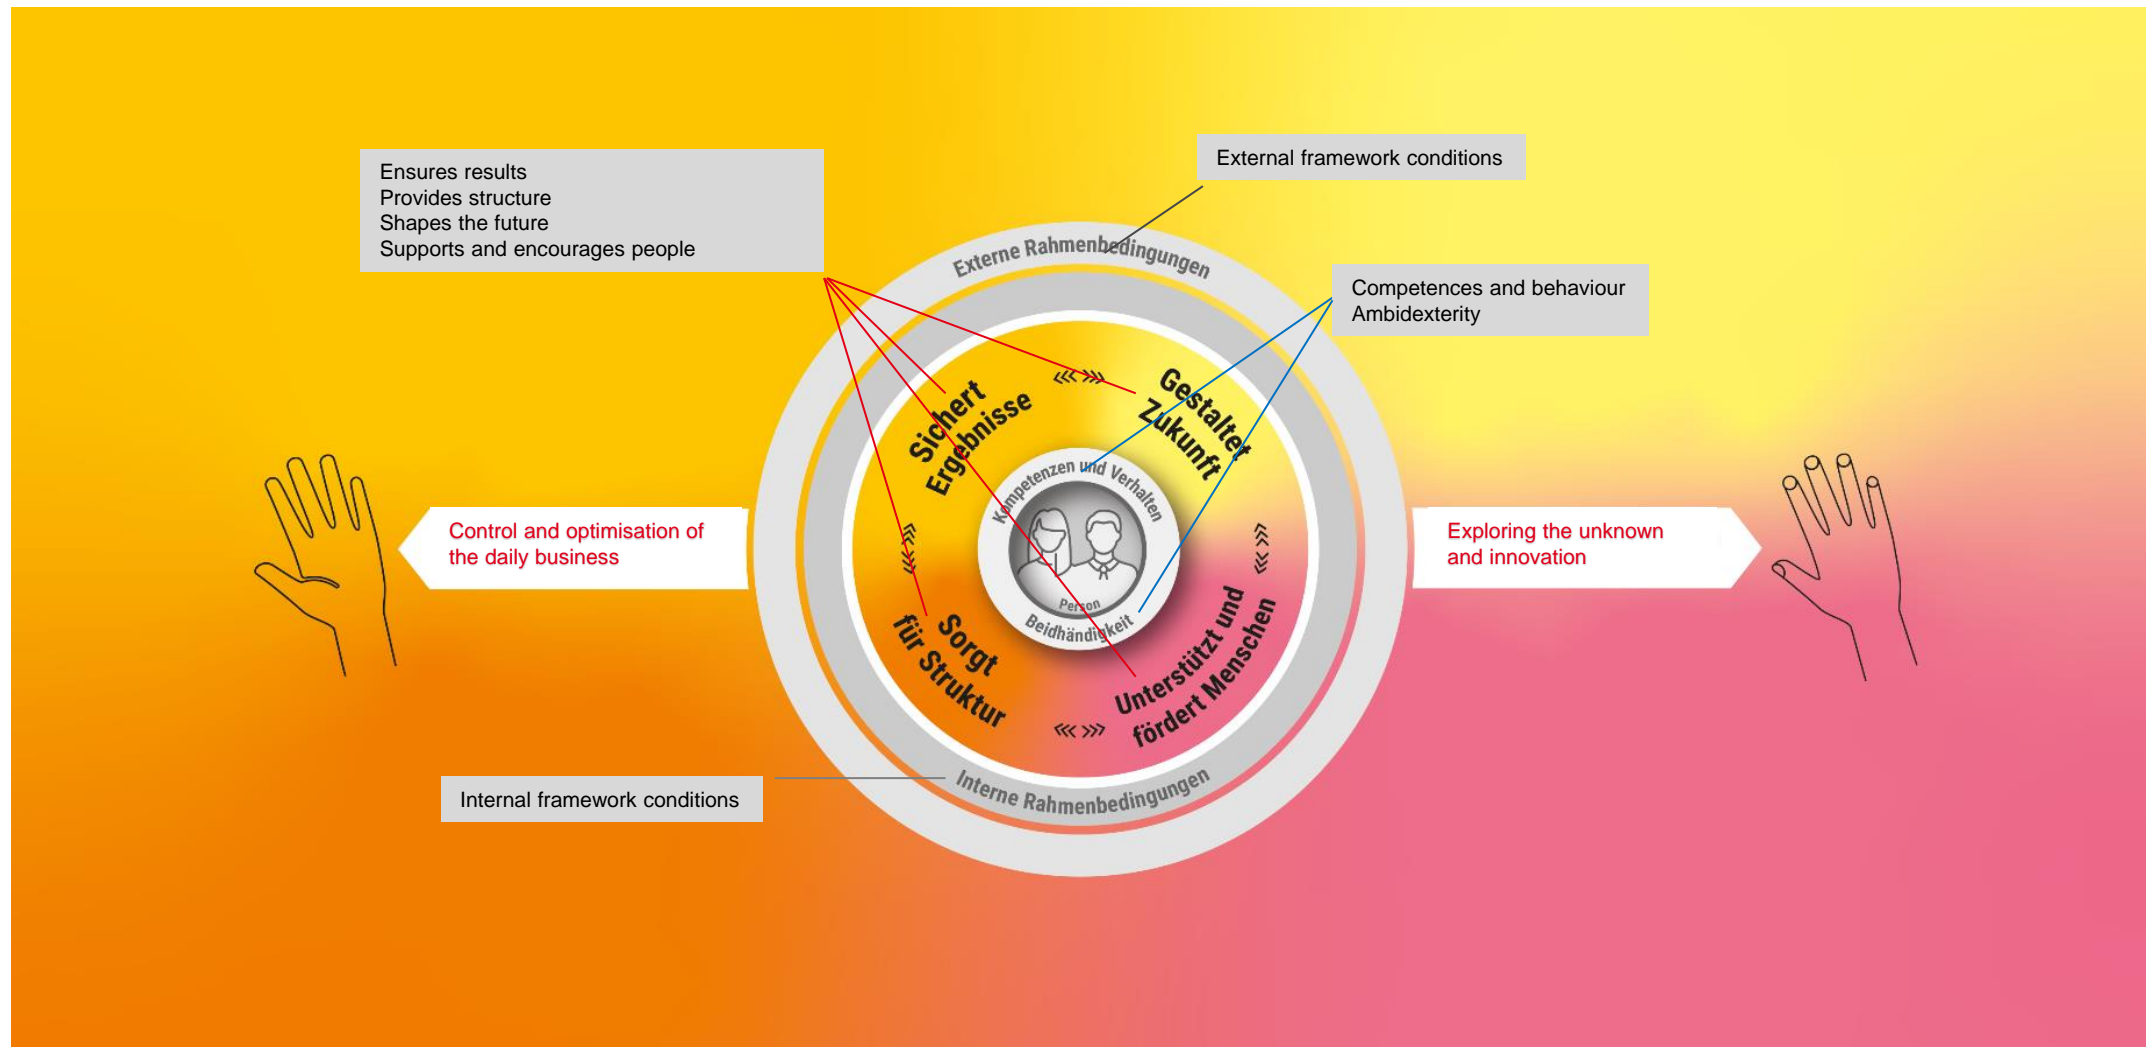 Ensures results
Provides structure
Shapes the future
Supports and encourages people
External framework conditions
Externe Rahmenbedingungen
Competences and behaviour
Ambidexterity
Sichert
Ergebnisse
Gestaltet
Zukunft
Kompetenzen und Verhalten
Control and optimisation of
the daily business
Exploring the unknown
and innovation
Person
Beidhändigkeit
Sorgt
für Struktur
Unterstützt und
fördert Menschen
Internal framework conditions
Interne Rahmenbedingungen